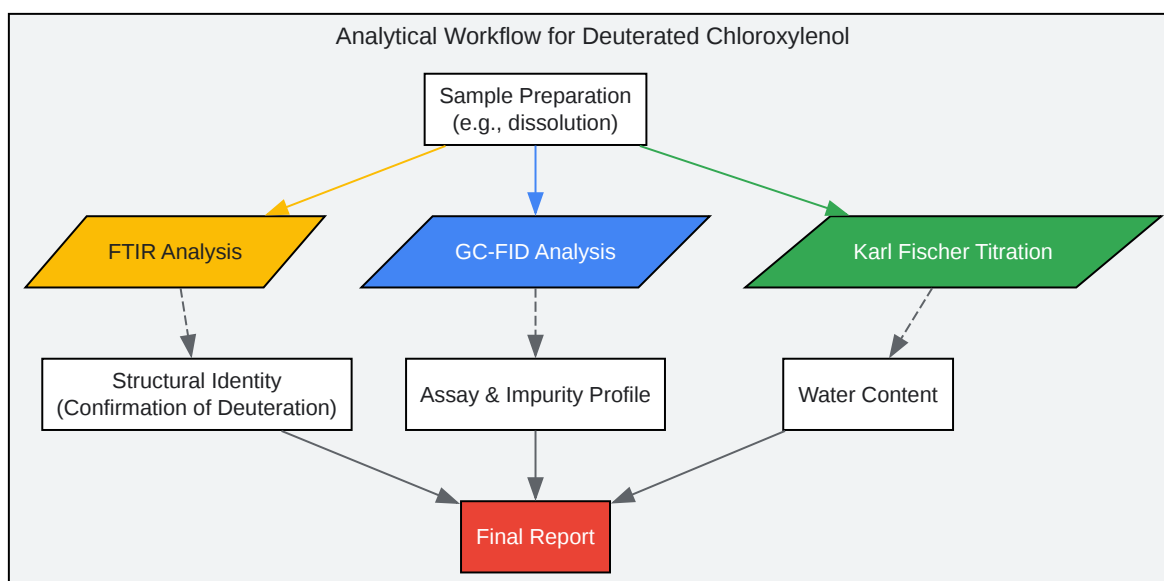 Analytical Workflow for Deuterated Chloroxylenol
Sample Preparation
(e.g., dissolution)
FTIR Analysis
GC-FID Analysis
Karl Fischer Titration
Structural Identity
(Confirmation of Deuteration)
Assay & Impurity Profile
Water Content
Final Report